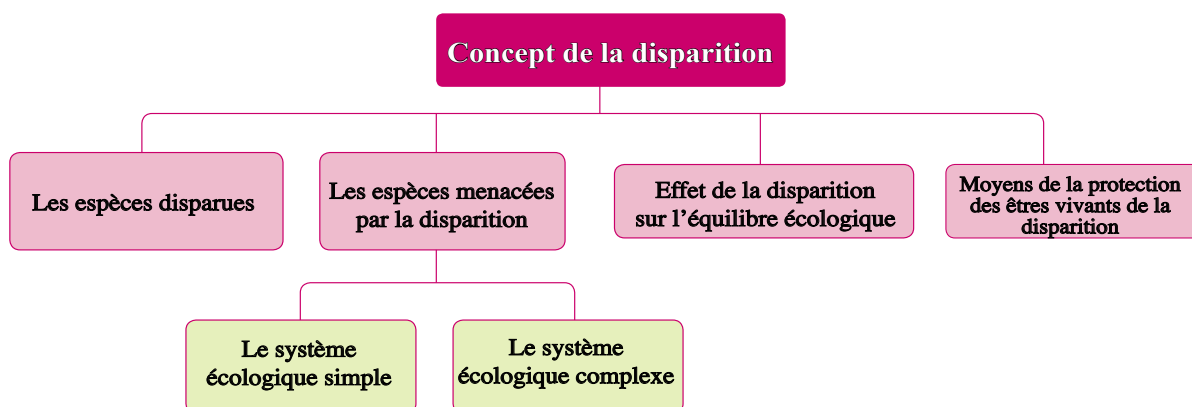 Concept de la disparition
Les espèces disparues
Les espèces menacées
par la disparition
Effet de la disparition
sur l’équilibre écologique
Moyens de la protection
des êtres vivants de la
disparition
Le système
écologique simple
Le système
écologique complexe